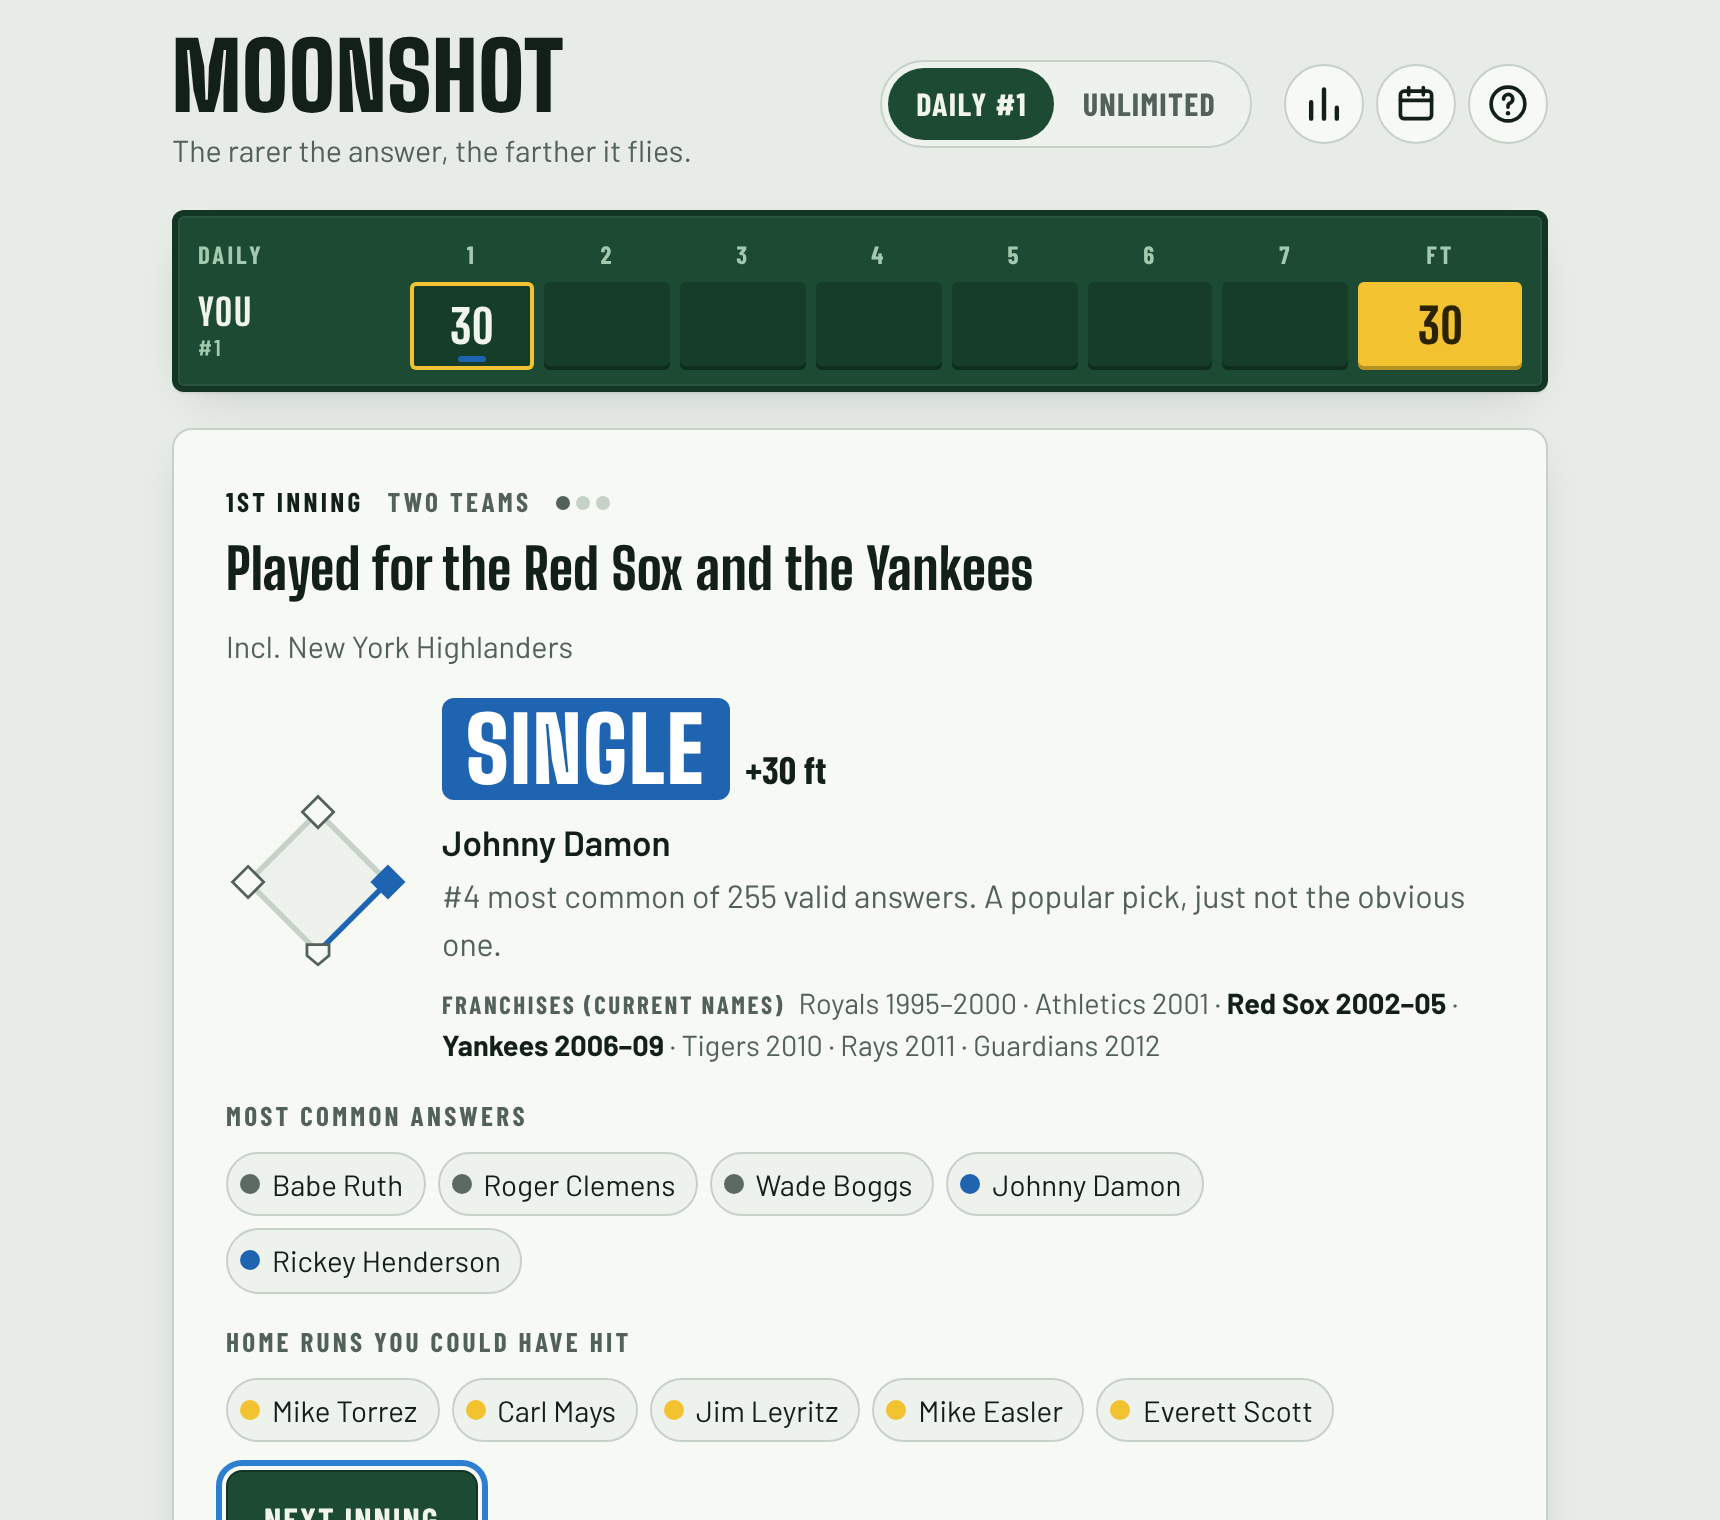 MOONSHOT
The rarer the answer, the farther it flies.
DAILY #1
UNLIMITED
DAILY 1 2 3 4 5 6 7 FT
YOU 30 30
#1
1ST INNING TWO TEAMS
Played for the Red Sox and the Yankees
Incl. New York Highlanders
SINGLE +30 ft
Johnny Damon
#4 most common of 255 valid answers. A popular pick, just not the obvious
one.
FRANCHISES (CURRENT NAMES) Royals 1995–2000 · Athletics 2001 · Red Sox 2002–05 ·
Yankees 2006–09 · Tigers 2010 · Rays 2011 · Guardians 2012
MOST COMMON ANSWERS
Babe Ruth Roger Clemens Wade Boggs Johnny Damon
Rickey Henderson
HOME RUNS YOU COULD HAVE HIT
Mike Torrez Carl Mays Jim Leyritz Mike Easler Everett Scott
NEXT INNING